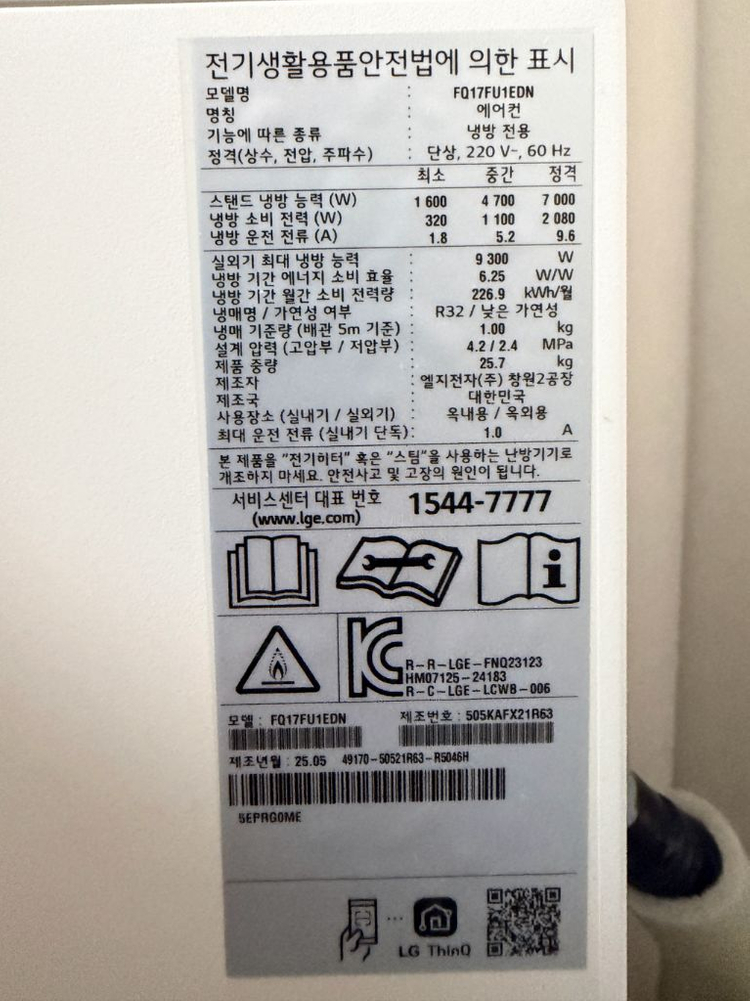 전기생활용품안전법에 의한 표시
모델명 : FQ17FU1EDN
명칭 : 에어컨
기능에 따른 종류 : 냉방 전용
정격(상수, 전압, 주파수) : 단상, 220 V~, 60 Hz
최소 중간 정격
스탠드 냉방 능력 (W) 1 600 4 700 7 000
냉방 소비 전력 (W) 320 1 100 2 080
냉방 운전 전류 (A) 1.8 5.2 9.6
실외기 최대 냉방 능력 : 9 300 W
냉방 기간 에너지 소비 효율 : 6.25 W/W
냉방 기간 월간 소비 전력량 : 226.9 kWh/월
냉매명 / 가연성 여부 : R32 / 낮은 가연성
냉매 기준량 (배관 5m 기준) : 1.00 kg
설계 압력 (고압부 / 저압부) : 4.2 / 2.4 MPa
제품 중량 : 25.7 kg
제조자 : 엘지전자(주) 창원2공장
제조국 : 대한민국
사용장소 (실내기 / 실외기) : 옥내용 / 옥외용
최대 운전 전류 (실내기 단독) : 1.0 A
본 제품을 "전기히터" 혹은 "스팀"을 사용하는 난방기기로
개조하지 마세요. 안전사고 및 고장의 원인이 됩니다.
서비스센터 대표 번호 1544-7777
(www.lge.com)
R-R-LGE-FNQ23123
HM07125-24183
R-C-LGE-LCWB-006
모델 : FQ17FU1EDN 제조번호 : 505KAFX21R63
제조년월 : 25.05 49170-50521R63-R5046H
5EPRG0ME
LG ThinQ